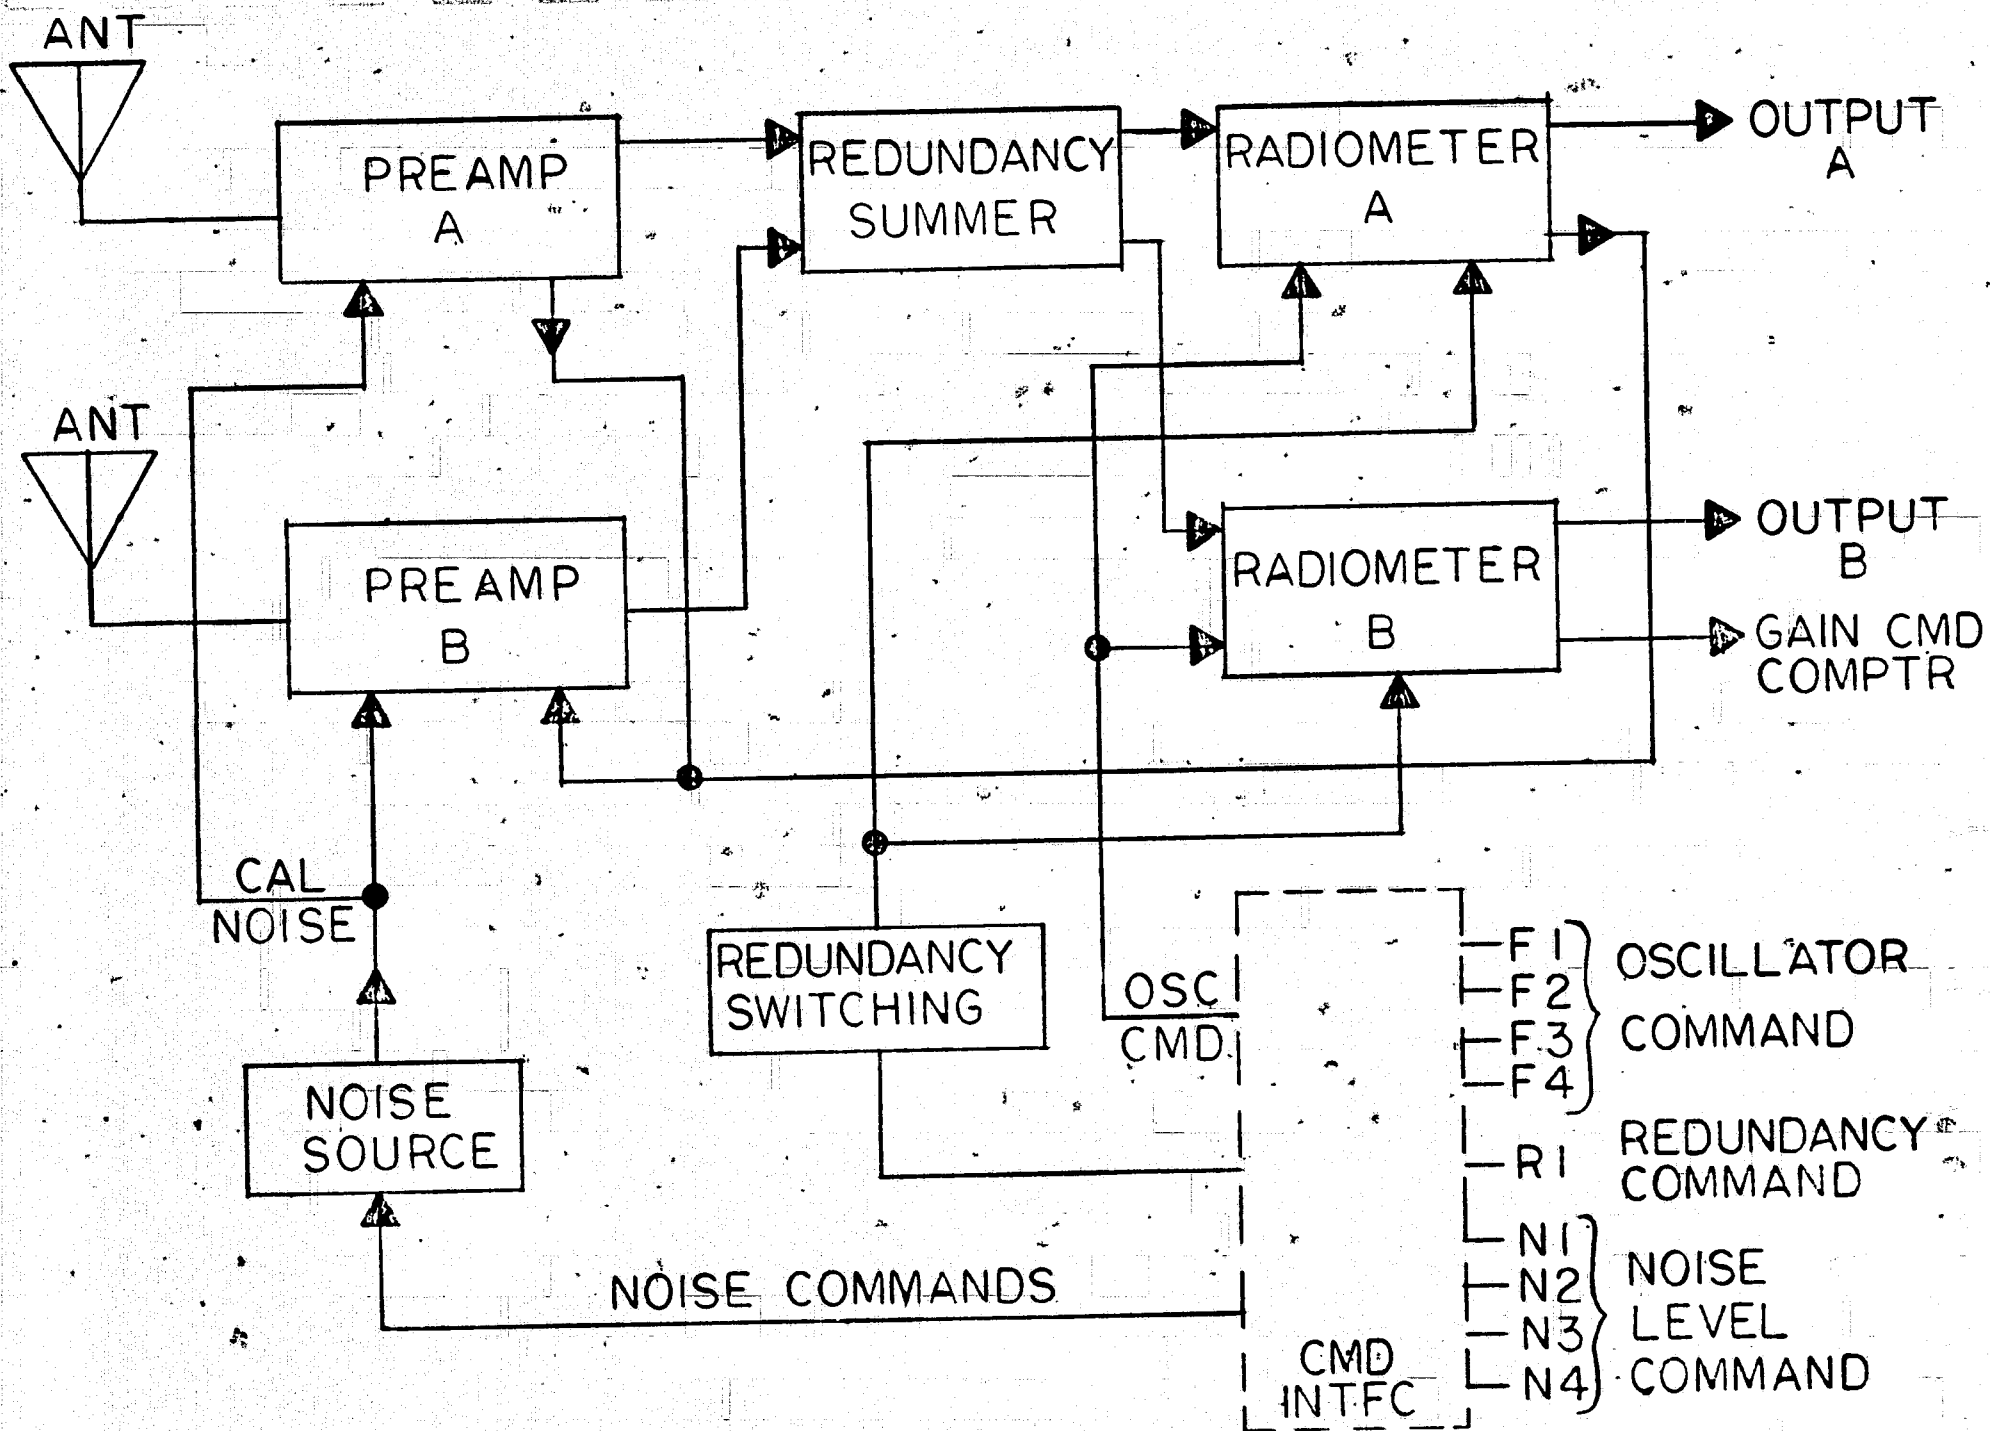 ANT
PREAMP
A
REDUNDANCY
SUMMER
RADIOMETER
A
OUTPUT
A
ANT
PREAMP
B
RADIOMETER
B
OUTPUT
B
GAIN CMD
COMPTR
CAL
NOISE
REDUNDANCY
SWITCHING
OSC
CMD
NOISE
SOURCE
NOISE COMMANDS
CMD
INTFC
F1
F2
F3
F4
OSCILLATOR
COMMAND
R1
REDUNDANCY
COMMAND
N1
N2
N3
N4
NOISE
LEVEL
COMMAND